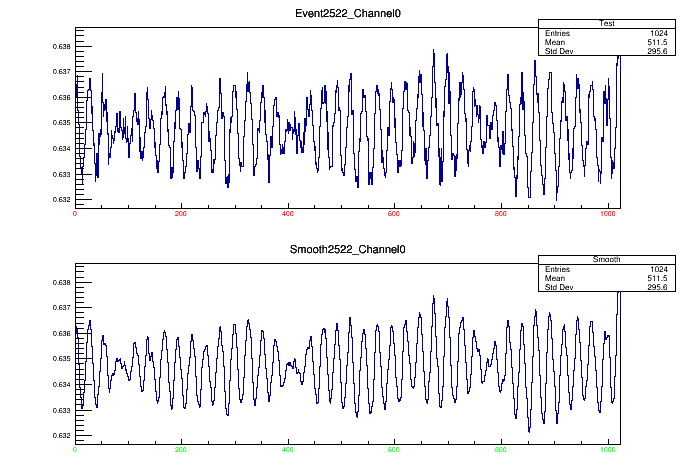 Event2522_Channel0
Test
Entries 1024
Mean 511.5
Std Dev 295.6
0.638
0.637
0.636
0.635
0.634
0.633
0.632
0 200 400 600 800 1000
Smooth2522_Channel0
Smooth
Entries 1024
Mean 511.5
Std Dev 295.6
0.638
0.637
0.636
0.635
0.634
0.633
0.632
0 200 400 600 800 1000